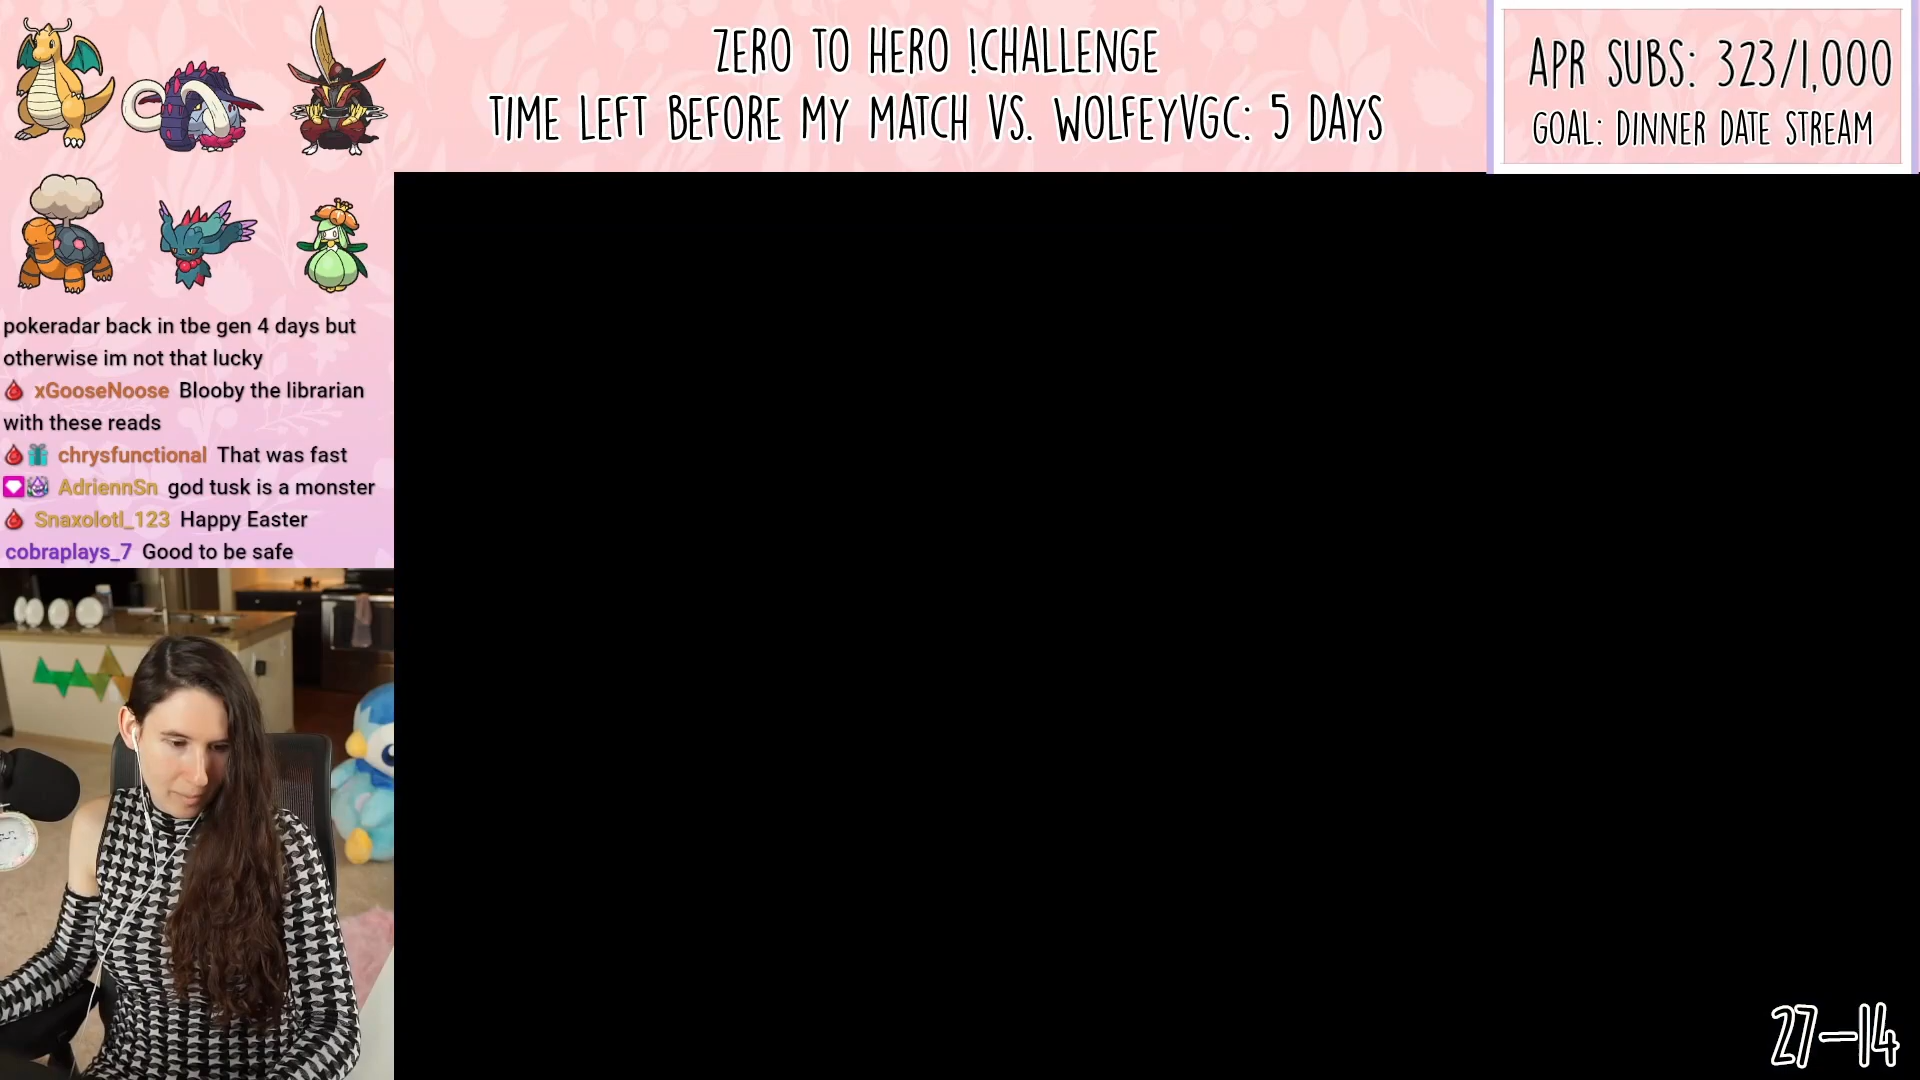 ZERO TO HERO !CHALLENGE
TIME LEFT BEFORE MY MATCH VS. WOLFEYVGC: 5 DAYS
APR SUBS: 323/1,000
GOAL: DINNER DATE STREAM
pokeradar back in tbe gen 4 days but
otherwise im not that lucky
xGooseNoose Blooby the librarian
with these reads
chrysfunctional That was fast
AdriennSn god tusk is a monster
Snaxolotl_123 Happy Easter
cobraplays_7 Good to be safe
27-14